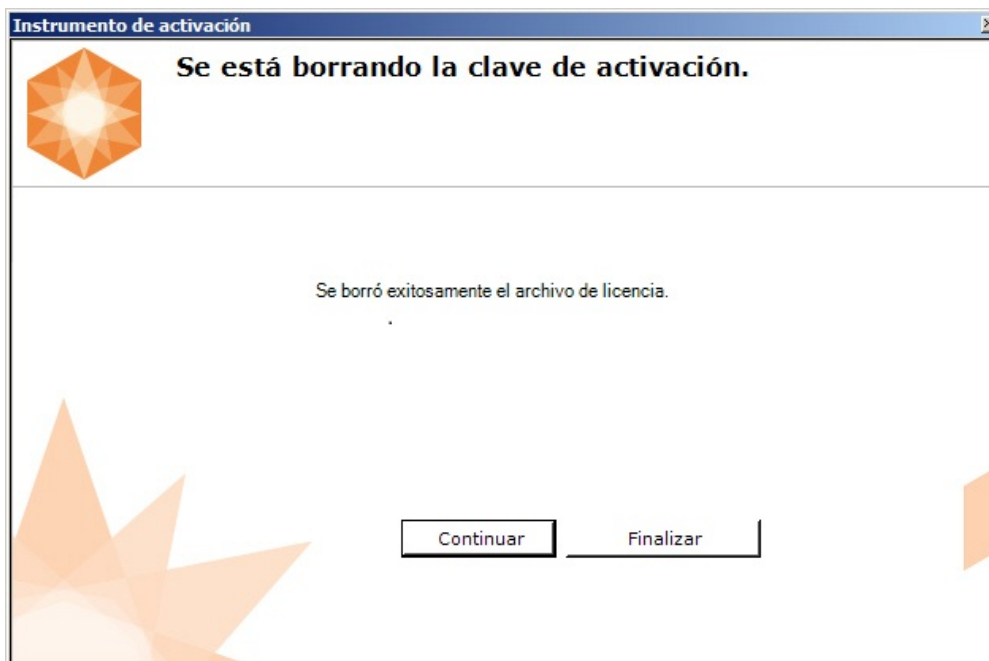 Instrumento de activación
Se está borrando la clave de activación.
Se borró exitosamente el archivo de licencia.
Continuar
Finalizar